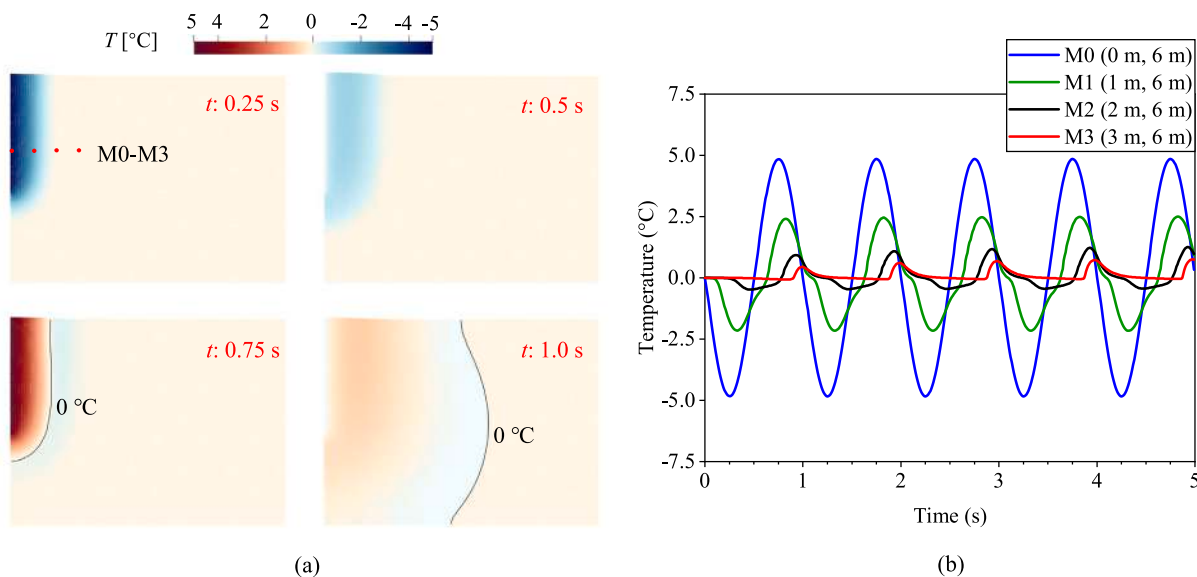 T [°C]
5 4 2 0 -2 -4 -5
t: 0.25 s
M0-M3
t: 0.5 s
t: 0.75 s
0 °C
t: 1.0 s
0 °C
(a)
M0 (0 m, 6 m)
M1 (1 m, 6 m)
M2 (2 m, 6 m)
M3 (3 m, 6 m)
Temperature (°C)
7.5
5.0
2.5
0.0
-2.5
-5.0
-7.5
0 1 2 3 4 5
Time (s)
(b)